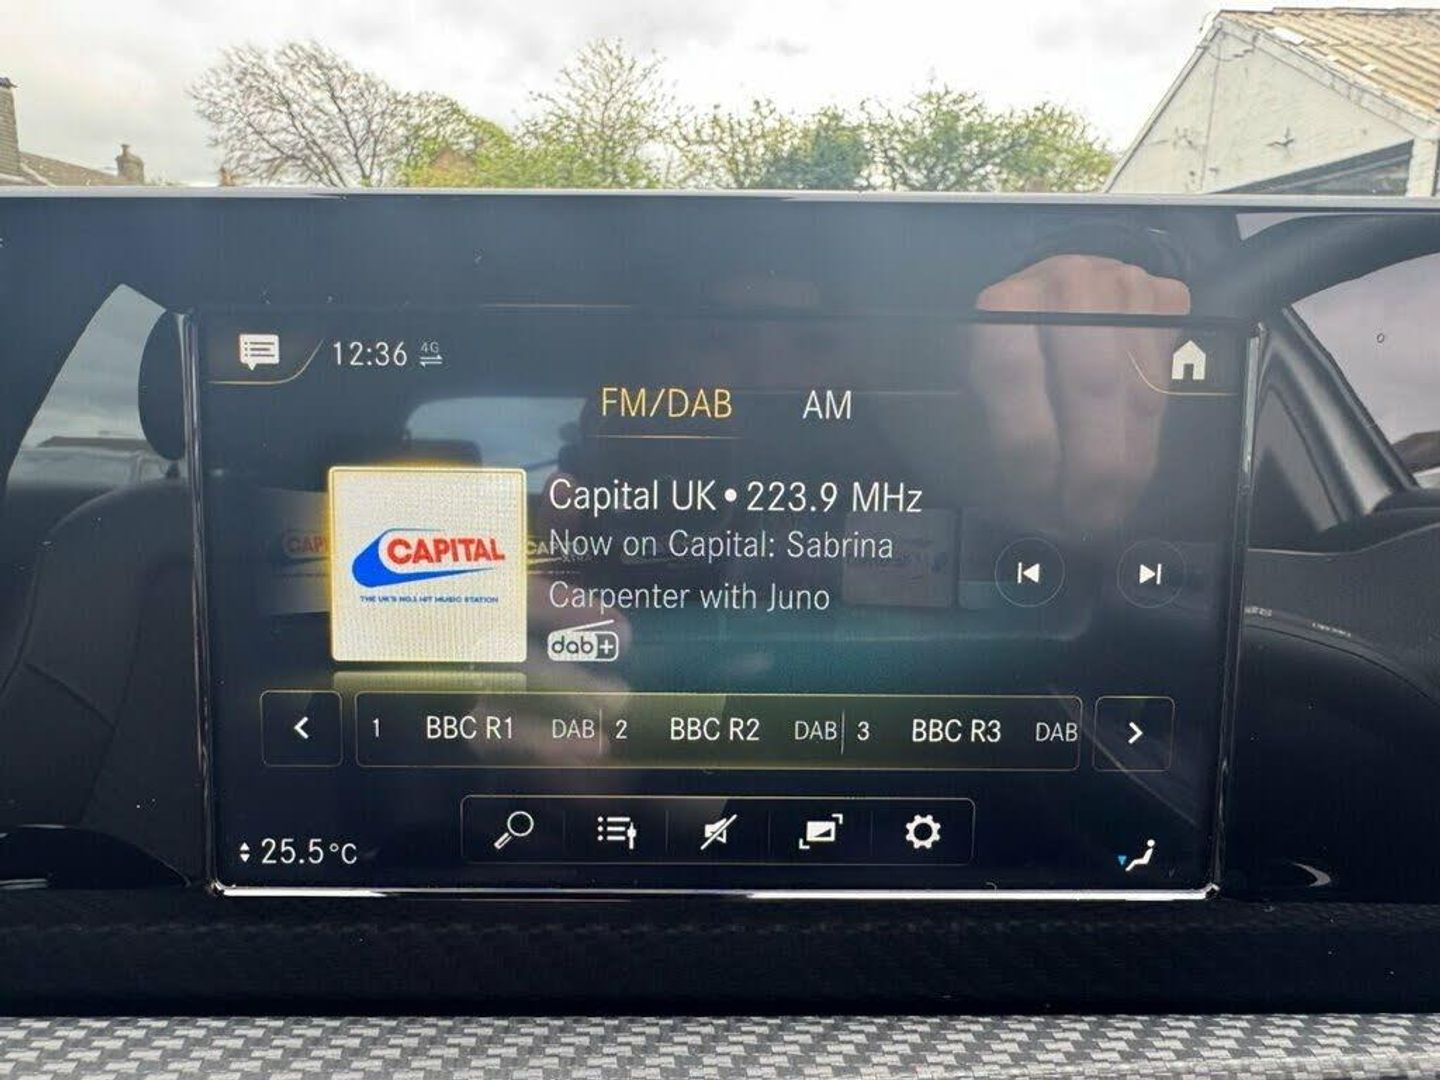 12:36 4G
FM/DAB AM
CAPITAL
THE UK'S NO.1 HIT MUSIC STATION
Capital UK • 223.9 MHz
Now on Capital: Sabrina
Carpenter with Juno
dab+
1 BBC R1 DAB 2 BBC R2 DAB 3 BBC R3 DAB
25.5°C